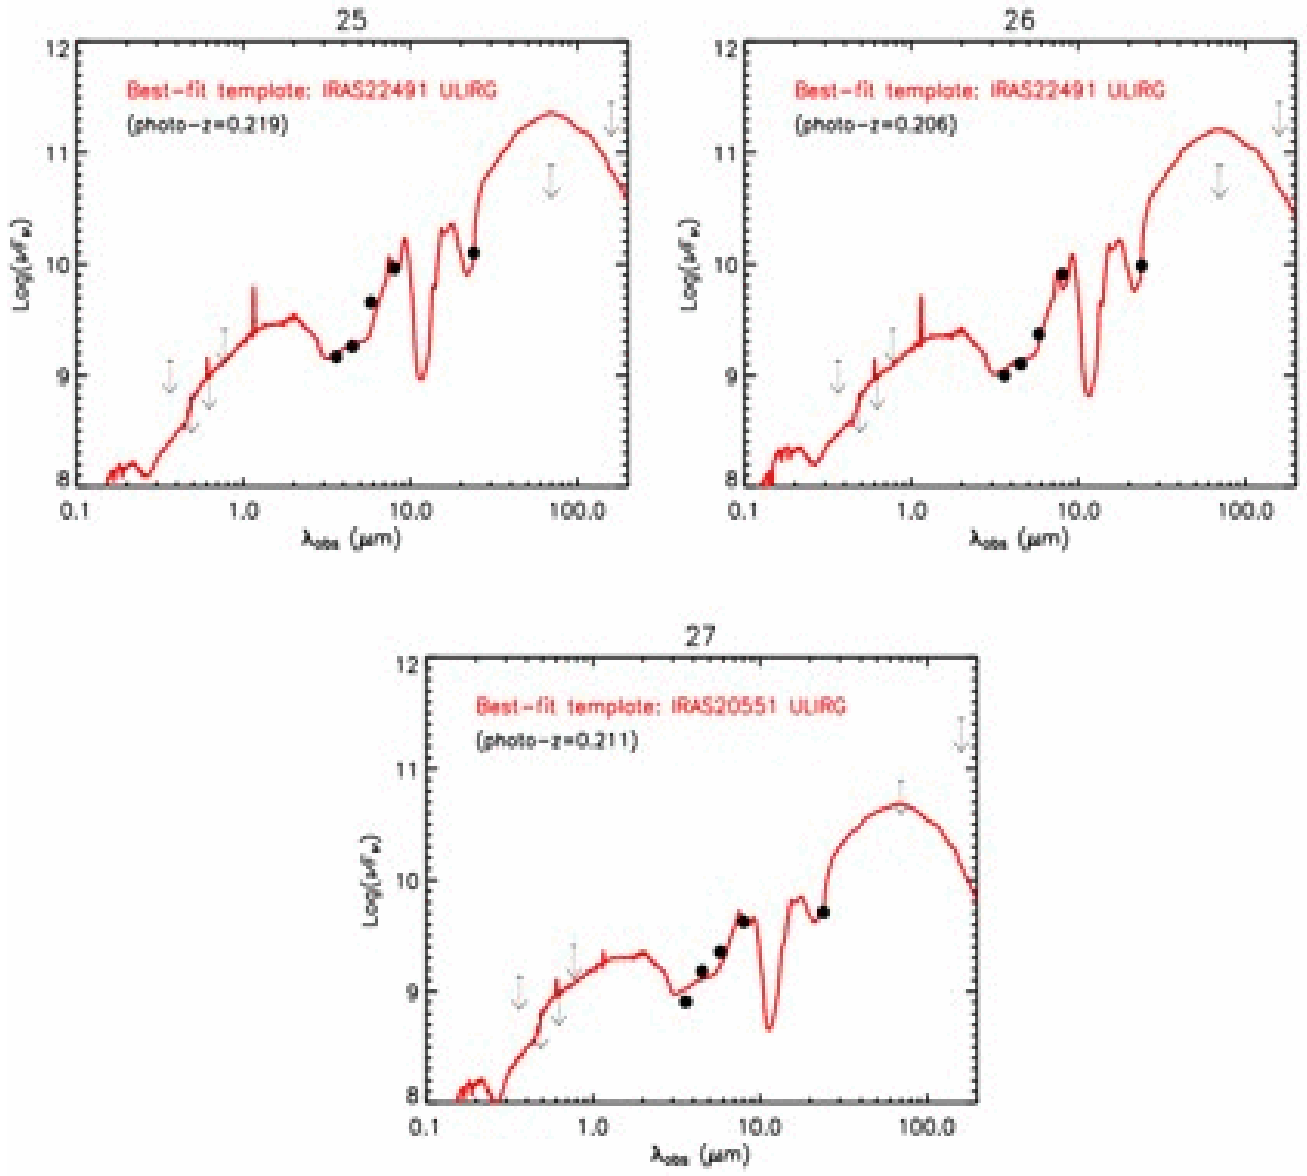 25
12
11
10
9
8
Log(νFν)
Best-fit template: IRAS22491 ULIRG
(photo-z=0.219)
0.1 1.0 10.0 100.0
λobs (μm)
26
12
11
10
9
8
Log(νFν)
Best-fit template: IRAS22491 ULIRG
(photo-z=0.206)
0.1 1.0 10.0 100.0
λobs (μm)
27
12
11
10
9
8
Log(νFν)
Best-fit template: IRAS20551 ULIRG
(photo-z=0.211)
0.1 1.0 10.0 100.0
λobs (μm)